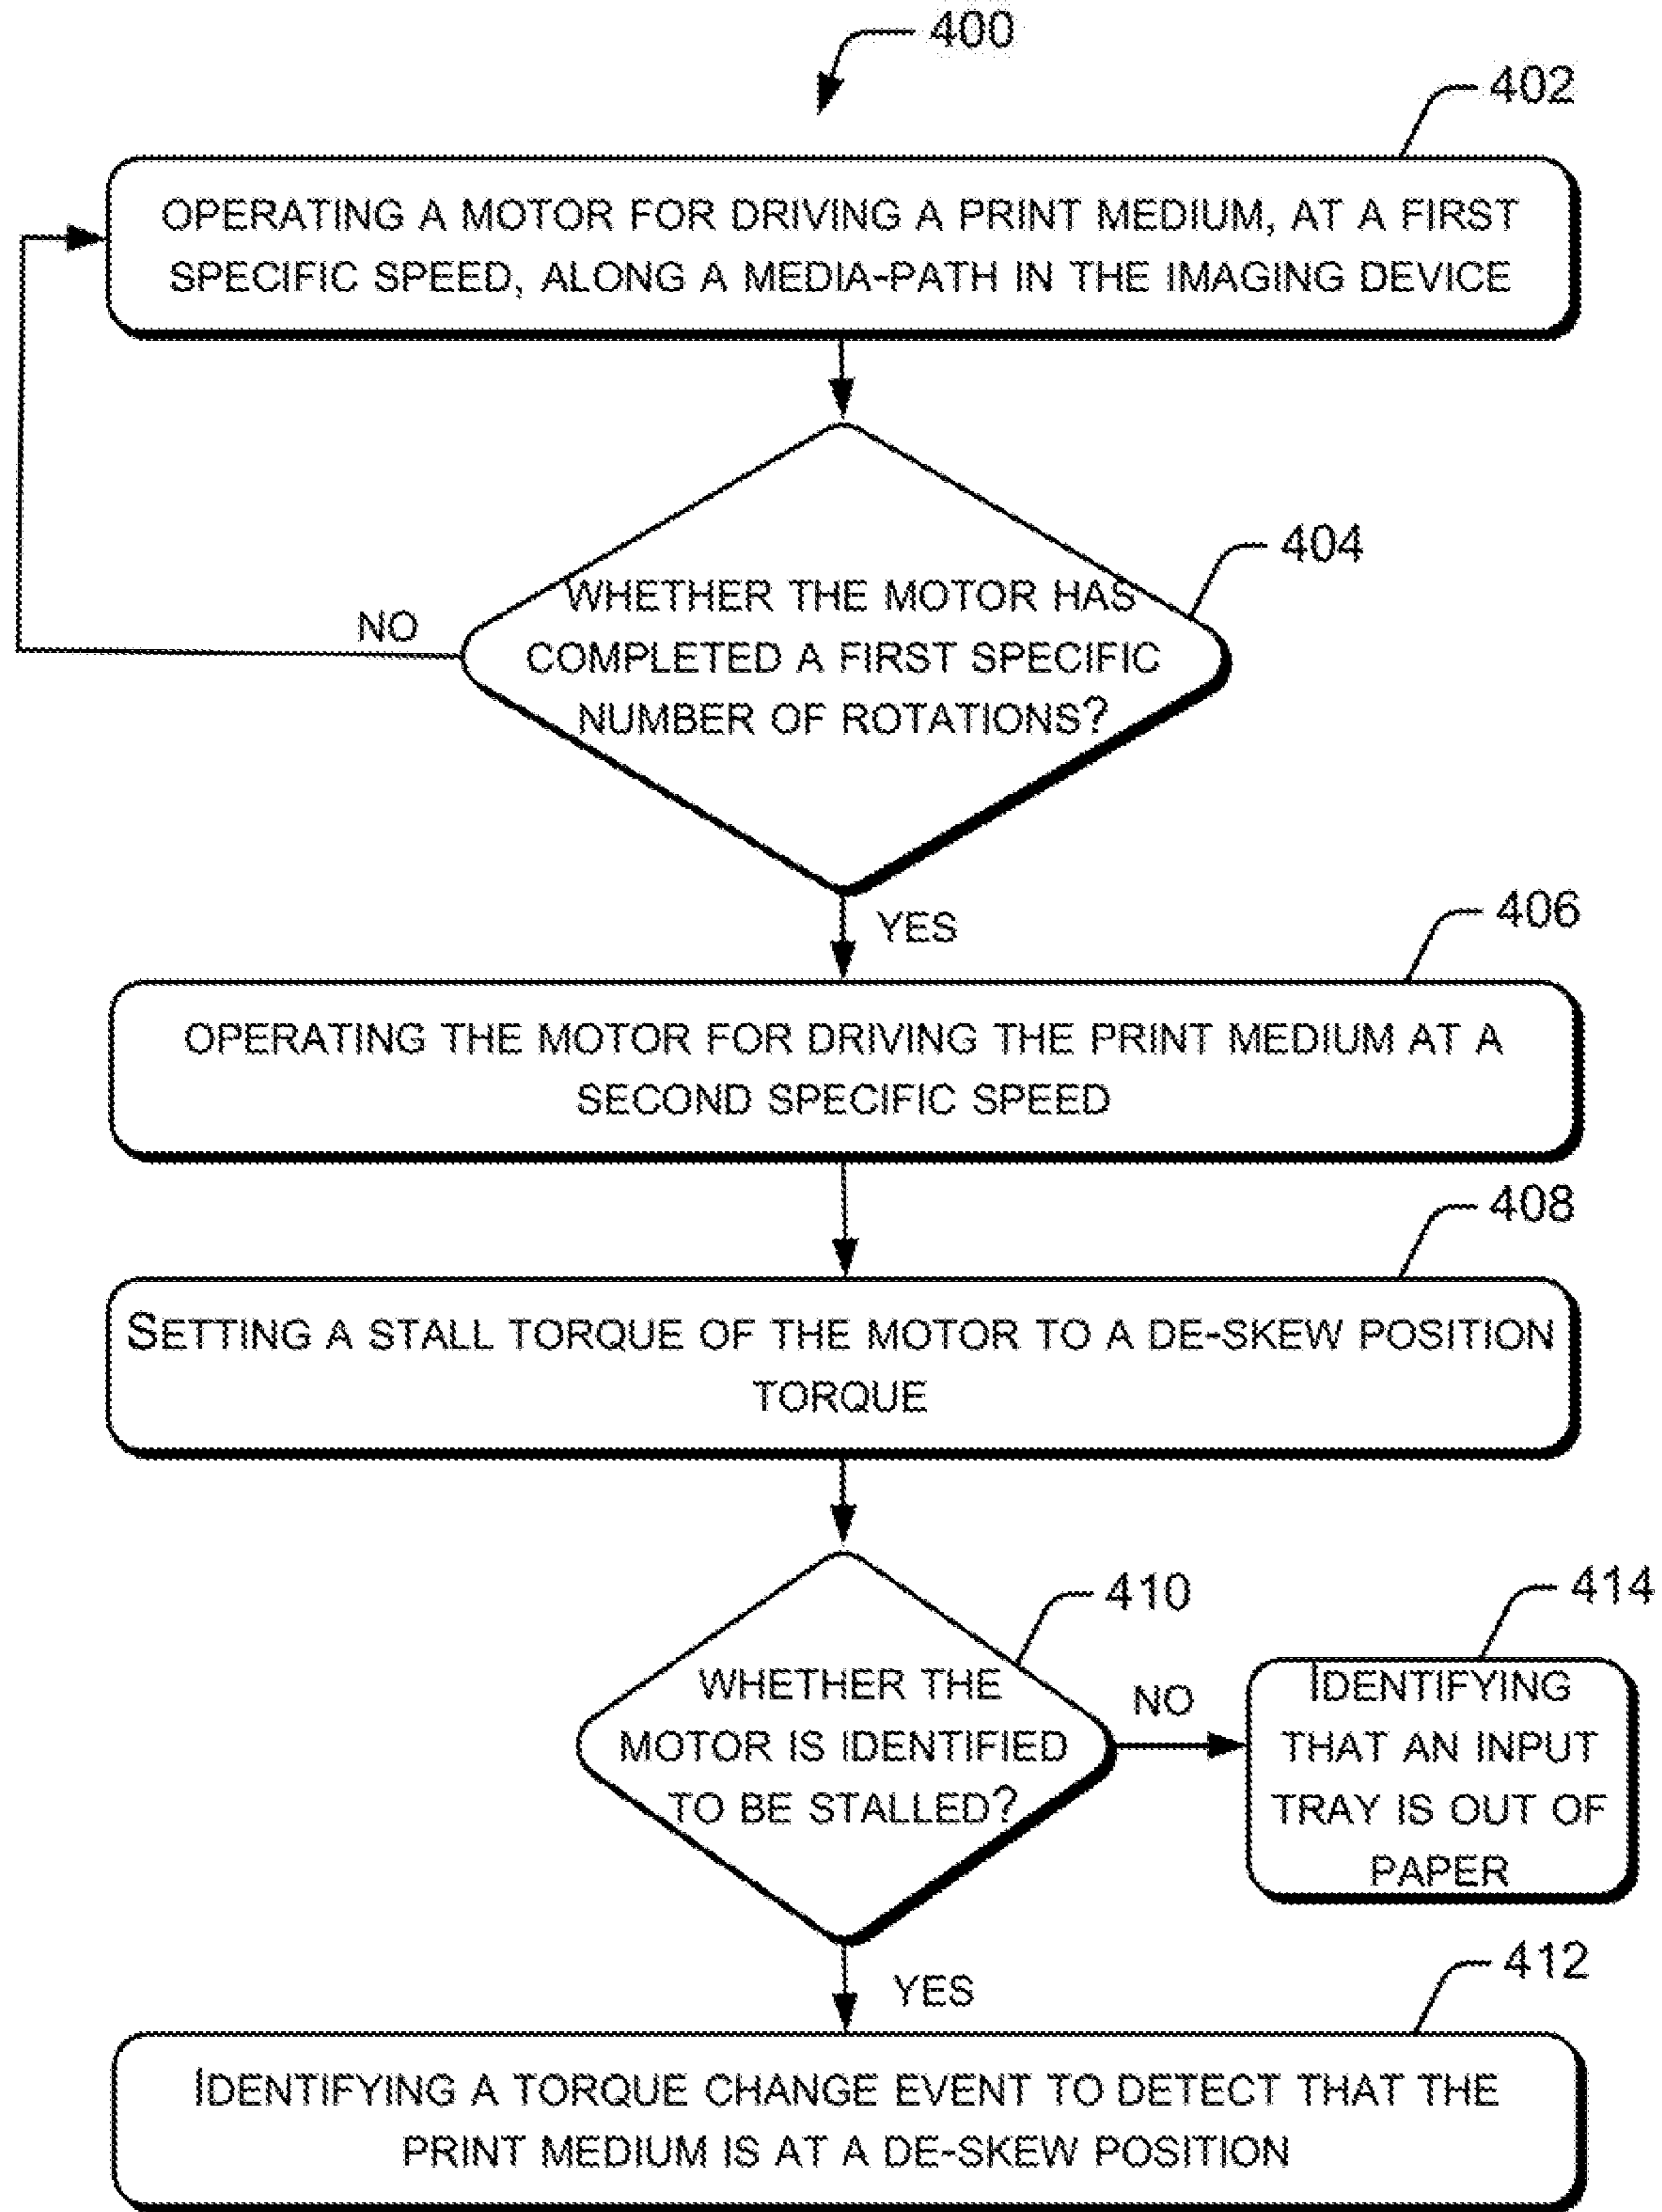 400
402
OPERATING A MOTOR FOR DRIVING A PRINT MEDIUM, AT A FIRST
SPECIFIC SPEED, ALONG A MEDIA-PATH IN THE IMAGING DEVICE
404
WHETHER THE MOTOR HAS
COMPLETED A FIRST SPECIFIC
NUMBER OF ROTATIONS?
NO
YES
406
OPERATING THE MOTOR FOR DRIVING THE PRINT MEDIUM AT A
SECOND SPECIFIC SPEED
408
SETTING A STALL TORQUE OF THE MOTOR TO A DE-SKEW POSITION
TORQUE
410
WHETHER THE
MOTOR IS IDENTIFIED
TO BE STALLED?
NO
414
IDENTIFYING
THAT AN INPUT
TRAY IS OUT OF
PAPER
YES
412
IDENTIFYING A TORQUE CHANGE EVENT TO DETECT THAT THE
PRINT MEDIUM IS AT A DE-SKEW POSITION